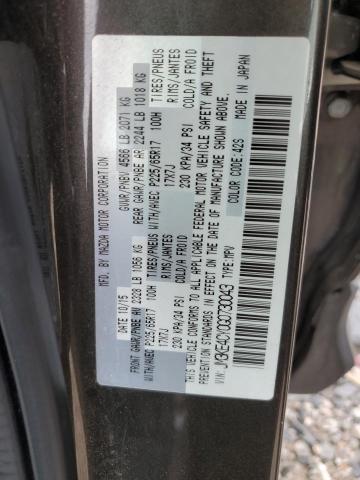 MFD. BY MAZDA MOTOR CORPORATION
DATE 10/15 GVWR/PNBV 4566 LB 2071 KG
FRONT GAWR/PNBE AV 2328 LB 1056 KG REAR GAWR/PNBE AR 2244 LB 1018 KG
WITH/AVEC P225/65R17 100H TIRES/PNEUS WITH/AVEC P225/65R17 100H TIRES/PNEUS
17X7J RIMS/JANTES 17X7J RIMS/JANTES
230 KPA/34 PSI COLD/A FROID 230 KPA/34 PSI COLD/A FROID
THIS VEHICLE CONFORMS TO ALL APPLICABLE FEDERAL MOTOR VEHICLE SAFETY AND THEFT
PREVENTION STANDARDS IN EFFECT ON THE DATE OF MANUFACTURE SHOWN ABOVE.
TYPE: MPV COLOR CODE: 42S MADE IN JAPAN